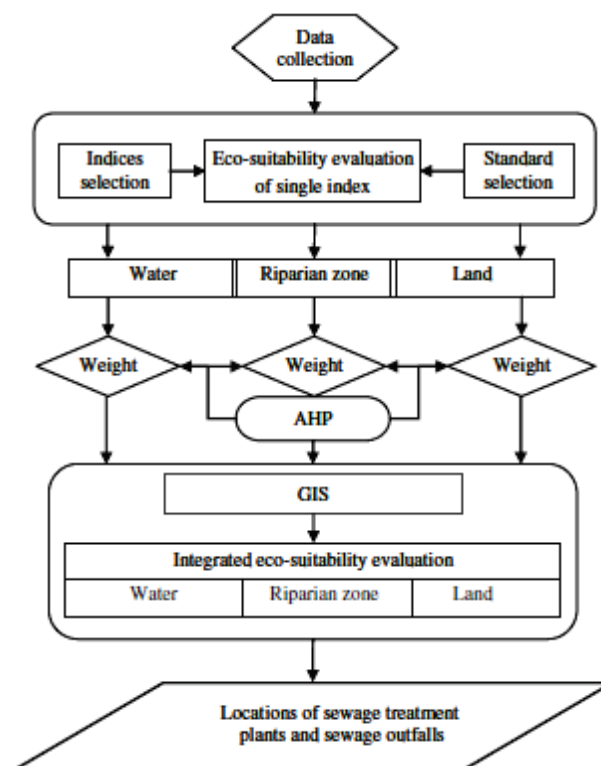 Data
collection
Indices
selection
Eco-suitability evaluation
of single index
Standard
selection
Water
Riparian zone
Land
Weight
Weight
Weight
AHP
GIS
Integrated eco-suitability evaluation
Water
Riparian zone
Land
Locations of sewage treatment
plants and sewage outfalls